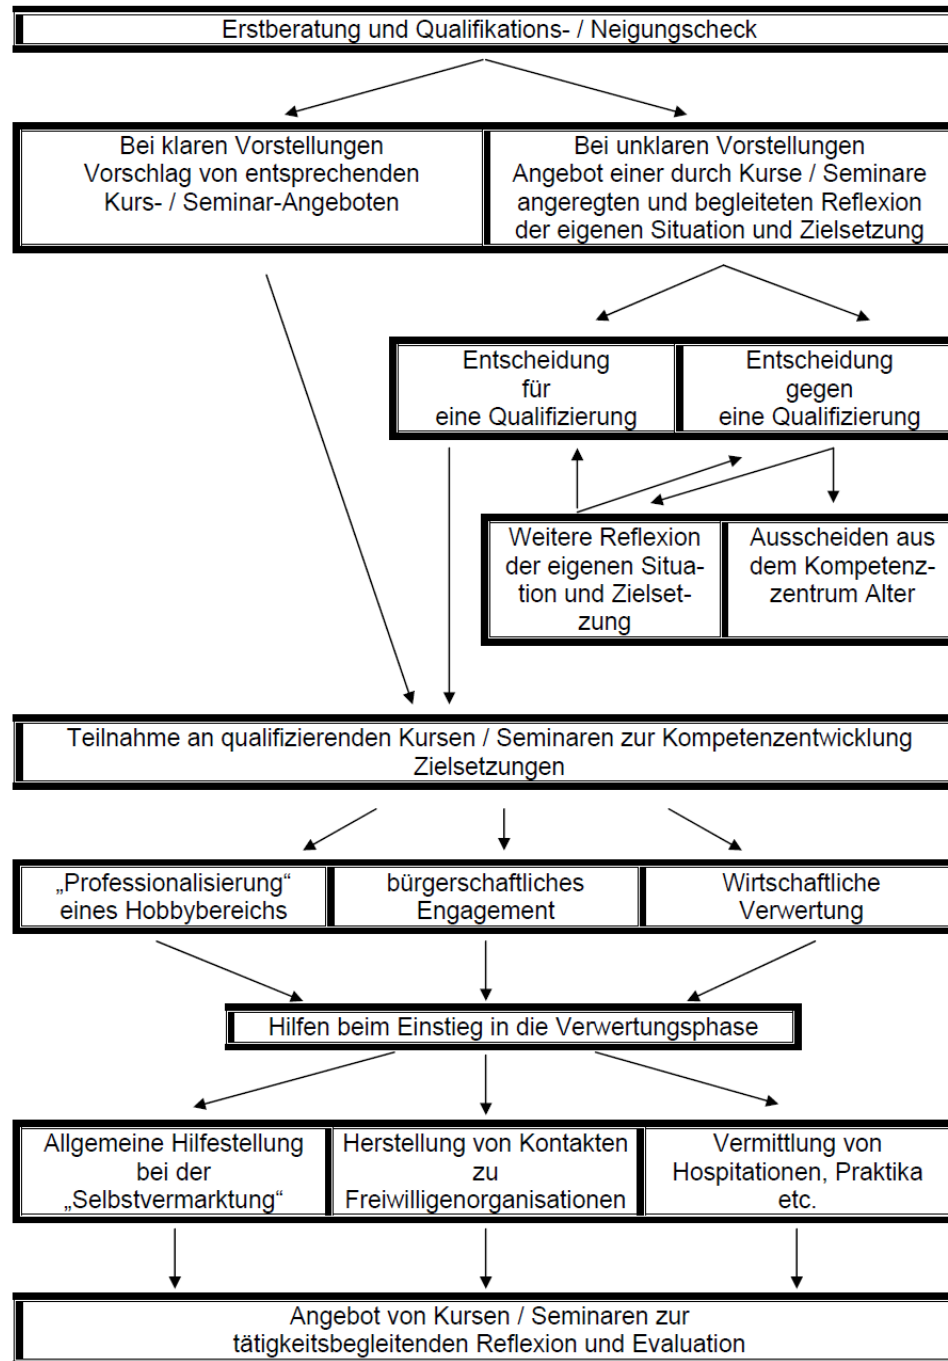 Erstberatung und Qualifikations- / Neigungscheck
Bei klaren Vorstellungen
Vorschlag von entsprechenden
Kurs- / Seminar-Angeboten
Bei unklaren Vorstellungen
Angebot einer durch Kurse / Seminare
angeregten und begleiteten Reflexion
der eigenen Situation und Zielsetzung
Entscheidung
für
eine Qualifizierung
Entscheidung
gegen
eine Qualifizierung
Weitere Reflexion
der eigenen Situa-
tion und Zielset-
zung
Ausscheiden aus
dem Kompetenz-
zentrum Alter
Teilnahme an qualifizierenden Kursen / Seminaren zur Kompetenzentwicklung
Zielsetzungen
„Professionalisierung“
eines Hobbybereichs
bürgerschaftliches
Engagement
Wirtschaftliche
Verwertung
Hilfen beim Einstieg in die Verwertungsphase
Allgemeine Hilfestellung
bei der
„Selbstvermarktung“
Herstellung von Kontakten
zu
Freiwilligenorganisationen
Vermittlung von
Hospitationen, Praktika
etc.
Angebot von Kursen / Seminaren zur
tätigkeitsbegleitenden Reflexion und Evaluation